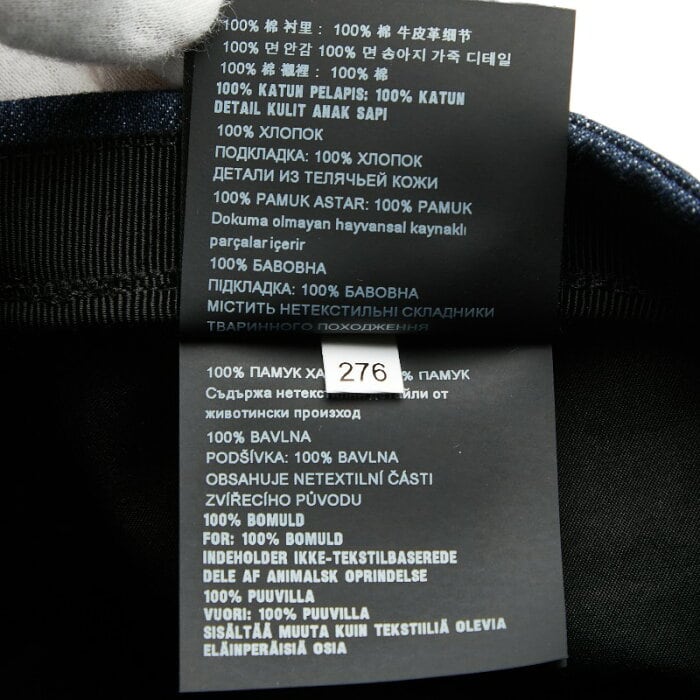 100% 棉 衬里： 100% 棉 牛皮革细节
100% 면 안감 100% 면 송아지 가죽 디테일
100% 棉 襯裡： 100% 棉
100% KATUN PELAPIS: 100% KATUN
DETAIL KULIT ANAK SAPI
100% ХЛОПОК
ПОДКЛАДКА: 100% ХЛОПОК
ДЕТАЛИ ИЗ ТЕЛЯЧЬЕЙ КОЖИ
100% PAMUK ASTAR: 100% PAMUK
Dokuma olmayan hayvansal kaynaklı
parçalar içerir
100% БАВОВНА
ПІДКЛАДКА: 100% БАВОВНА
МІСТИТЬ НЕТЕКСТИЛЬНІ СКЛАДНИКИ
ТВАРИННОГО ПОХОДЖЕННЯ
276
100% ПАМУК % ПАМУК
Съдържа от
животински произход
100% BAVLNA
PODŠÍVKA: 100% BAVLNA
OBSAHUJE NETEXTILNÍ ČÁSTI
ZVÍŘECÍHO PŮVODU
100% BOMULD
FOR: 100% BOMULD
INDEHOLDER IKKE-TEKSTILBASEREDE
DELE AF ANIMALSK OPRINDELSE
100% PUUVILLA
VUORI: 100% PUUVILLA
SISÄLTÄÄ MUUTA KUIN TEKSTIILIÄ OLEVIA
ELÄINPERÄISIÄ OSIA